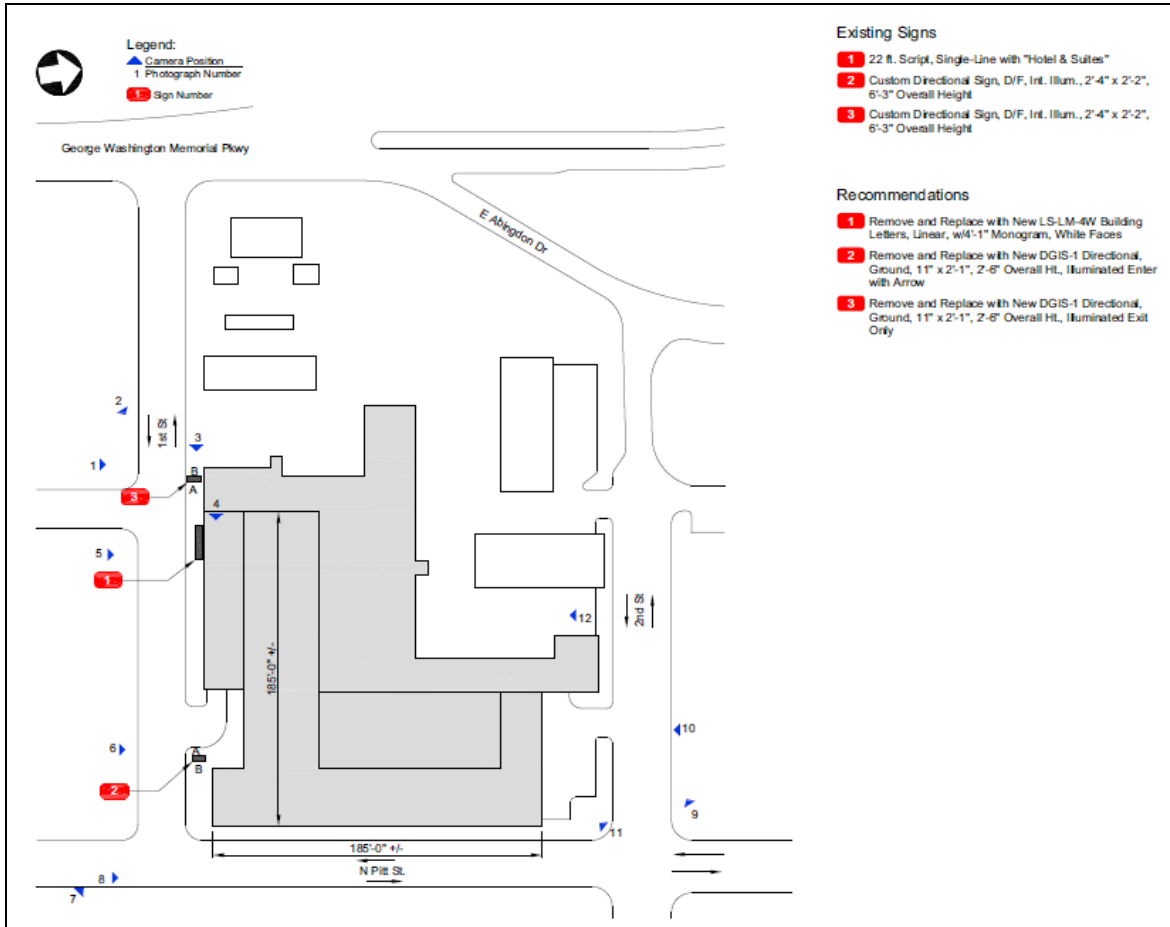 Legend:
Camera Position
1 Photograph Number
1 Sign Number
George Washington Memorial Pkwy
E Abingdon Dr
2
1st St
3
1
B
A
3
4
5
1
12
2nd St
185'-0" +/-
6
A
B
2
10
9
11
185'-0" +/-
N Pitt St.
8
7
Existing Signs
1 22 ft. Script, Single-Line with "Hotel & Suites"
2 Custom Directional Sign, D/F, Int. Illum., 2'-4" x 2'-2",
6'-3" Overall Height
3 Custom Directional Sign, D/F, Int. Illum., 2'-4" x 2'-2",
6'-3" Overall Height
Recommendations
1 Remove and Replace with New LS-LM-4W Building
Letters, Linear, w/4'-1" Monogram, White Faces
2 Remove and Replace with New DGIS-1 Directional,
Ground, 11" x 2'-1", 2'-6" Overall Ht., Illuminated Enter
with Arrow
3 Remove and Replace with New DGIS-1 Directional,
Ground, 11" x 2'-1", 2'-6" Overall Ht., Illuminated Exit
Only